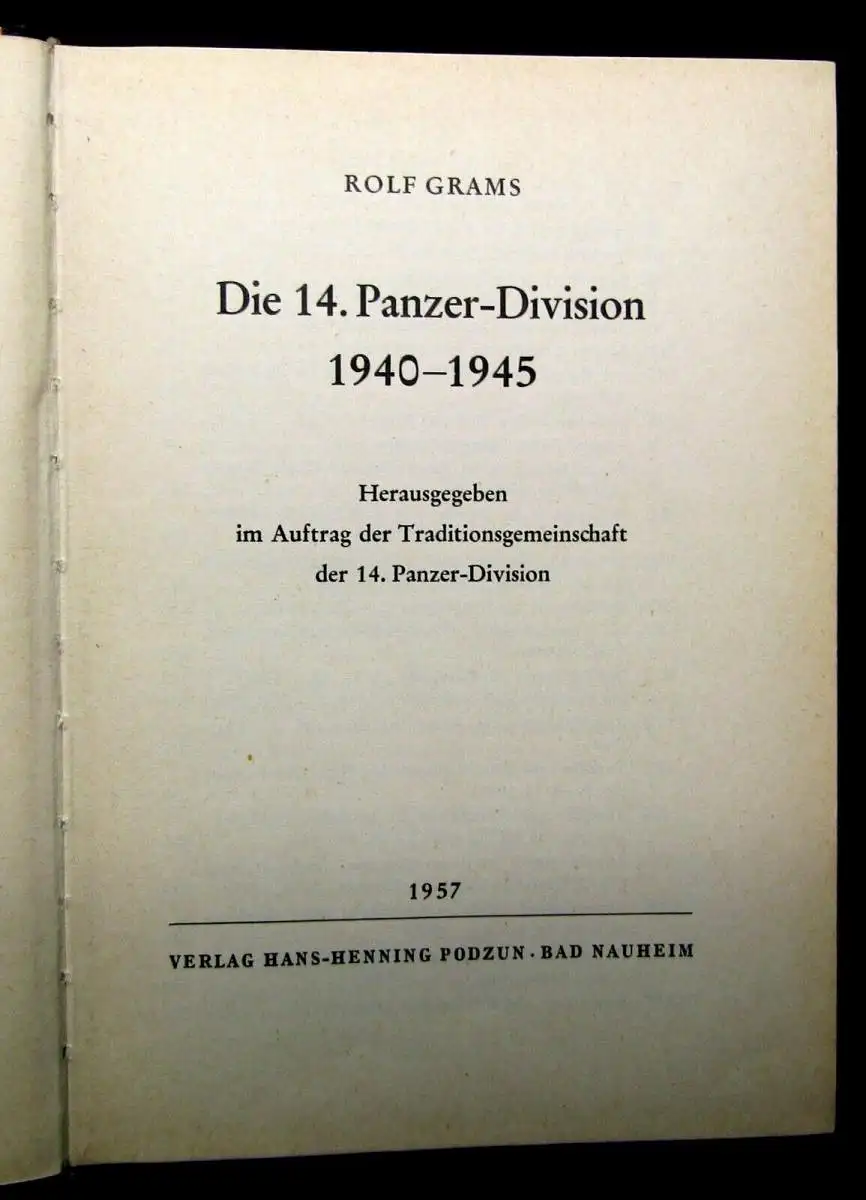 ROLF GRAMS
Die 14. Panzer-Division
1940–1945
Herausgegeben
im Auftrag der Traditionsgemeinschaft
der 14. Panzer-Division
1957
VERLAG HANS-HENNING PODZUN · BAD NAUHEIM